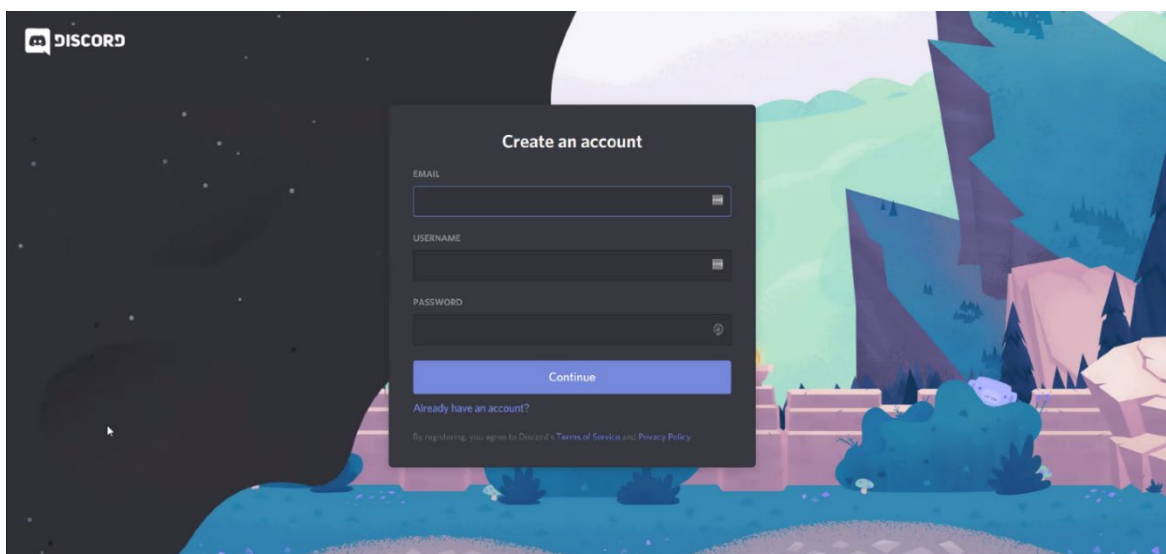 DISCORD
Create an account
EMAIL
USERNAME
PASSWORD
Continue
Already have an account?
By registering, you agree to Discord's Terms of Service and Privacy Policy.